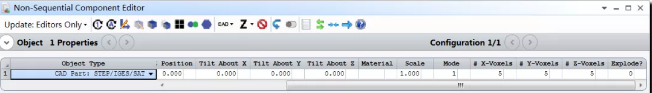 Non-Sequential Component Editor
Update: Editors Only
CAD Z
Object 1 Properties Configuration 1/1
Object Type Position Tilt About X Tilt About Y Tilt About Z Material Scale Mode # X-Voxels # Y-Voxels # Z-Voxels Explode?
1 CAD Part: STEP/IGES/SAT 0.000 0.000 0.000 0.000 1.000 1 5 5 5 0